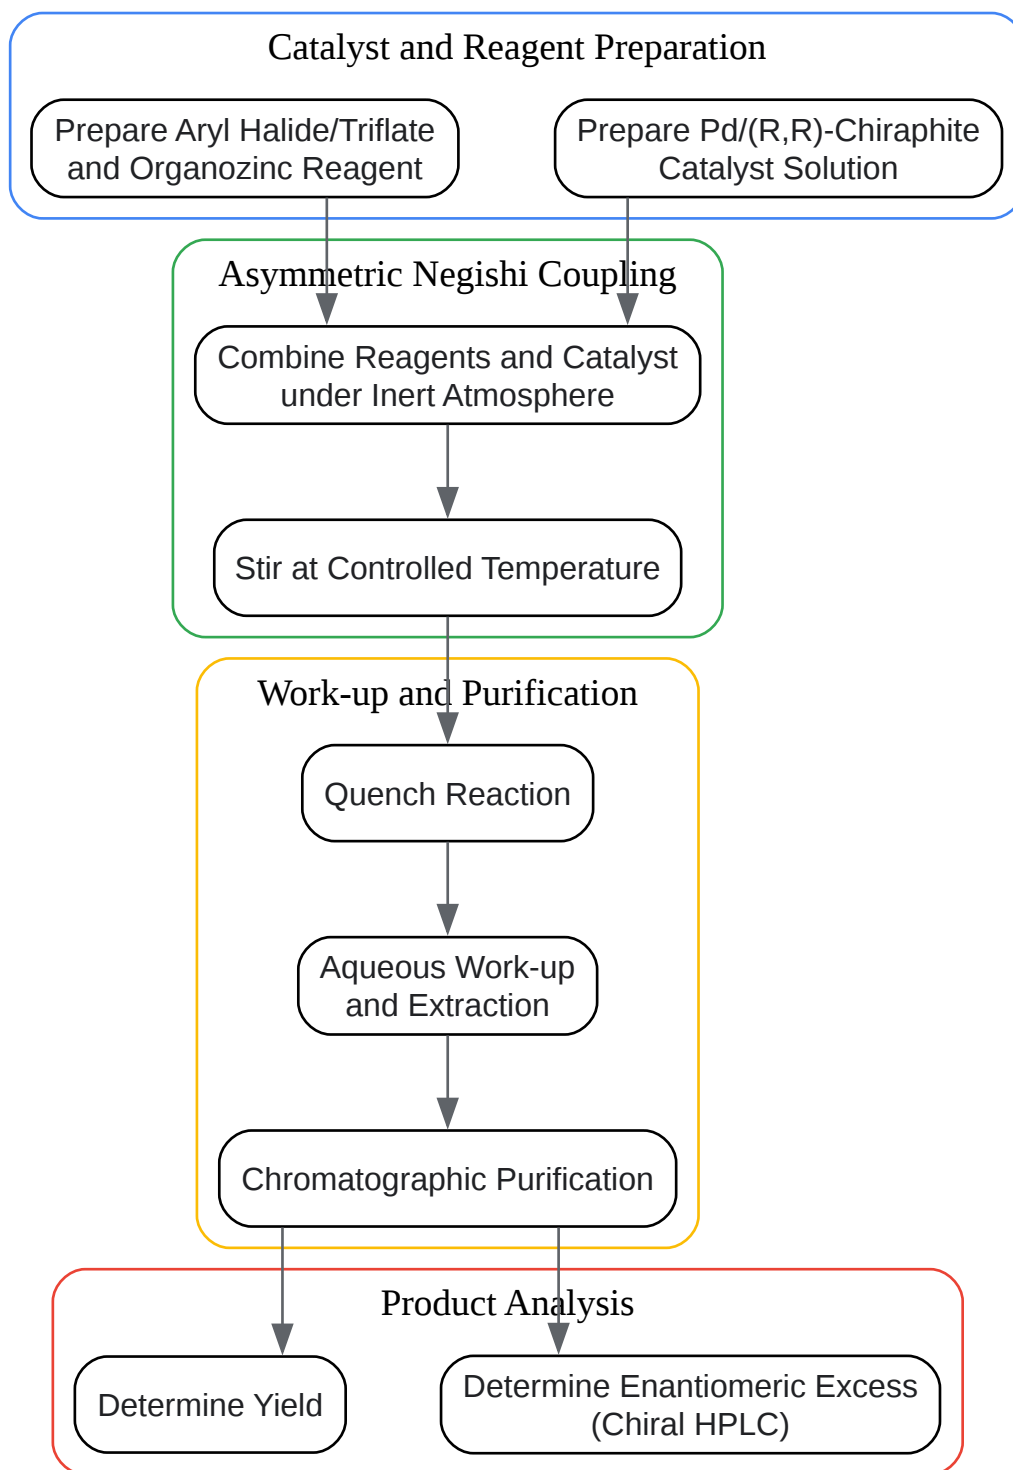 Catalyst and Reagent Preparation
Prepare Aryl Halide/Triflate
and Organozinc Reagent
Prepare Pd/(R,R)-Chiraphite
Catalyst Solution
Asymmetric Negishi Coupling
Combine Reagents and Catalyst
under Inert Atmosphere
Stir at Controlled Temperature
Work-up and Purification
Quench Reaction
Aqueous Work-up
and Extraction
Chromatographic Purification
Product Analysis
Determine Yield
Determine Enantiomeric Excess
(Chiral HPLC)